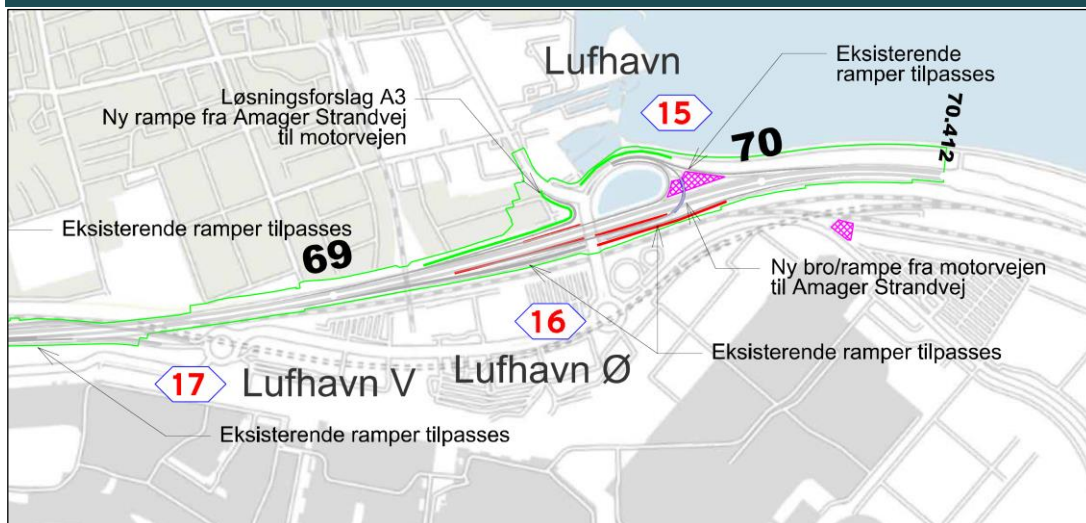 Lufhavn
Eksisterende
ramper tilpasses
Løsningsforslag A3
Ny rampe fra Amager Strandvej
til motorvejen
15
70
70.412
Eksisterende ramper tilpasses
69
Ny bro/rampe fra motorvejen
til Amager Strandvej
16
Eksisterende ramper tilpasses
17
Lufhavn V
Lufhavn Ø
Eksisterende ramper tilpasses